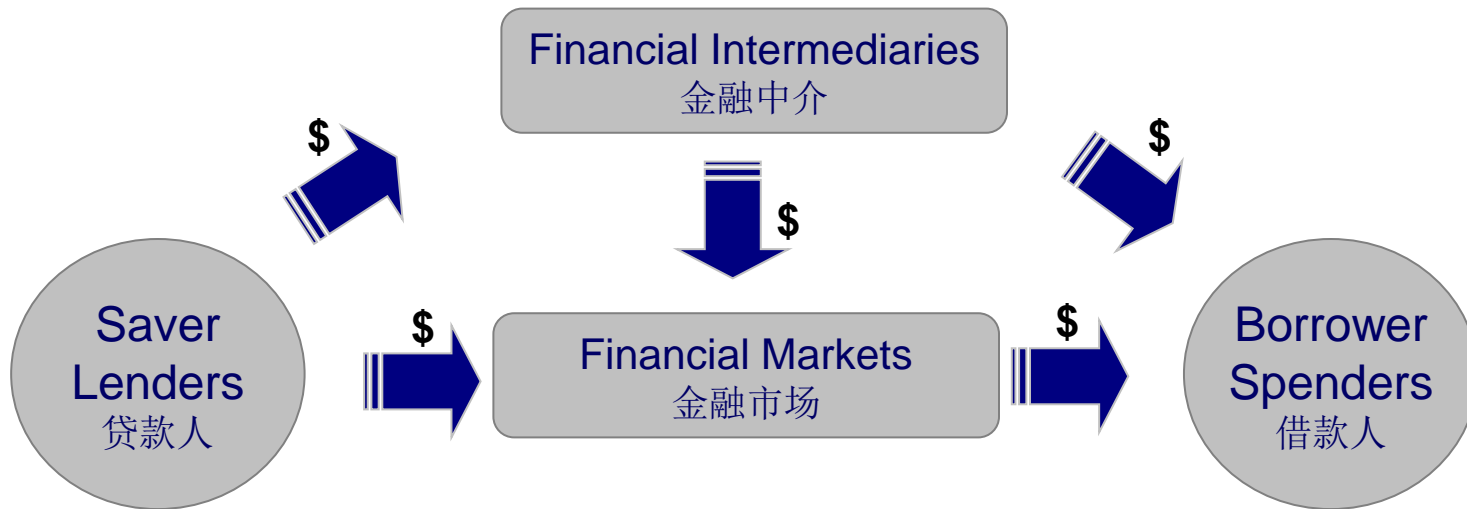 Financial Intermediaries
金融中介
$
$
$
Saver
Lenders
贷款人
$
Financial Markets
金融市场
$
Borrower
Spenders
借款人